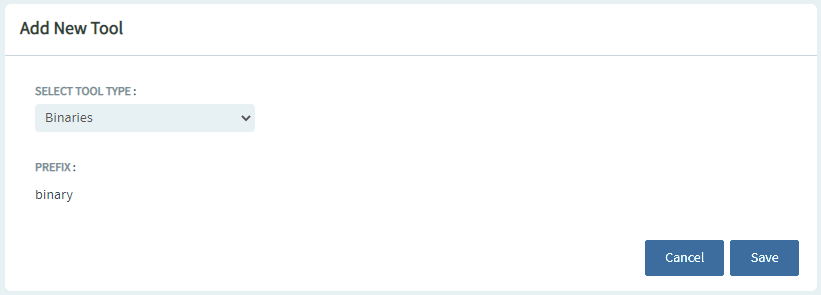 Add New Tool
SELECT TOOL TYPE :
Binaries
PREFIX :
binary
Cancel Save